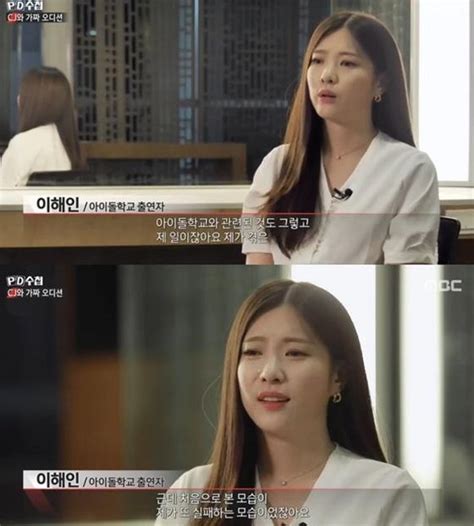 PD수첩
CJ와 가짜 오디션
이해인 / 아이돌학교 출연자
아이돌학교와 관련된 것도 그렇고
제 일이잖아요 제가 겪은
PD수첩
CJ와 가짜 오디션
MBC
이해인 / 아이돌학교 출연자
근데 처음으로 본 모습이
제가 또 실패하는 모습이었잖아요